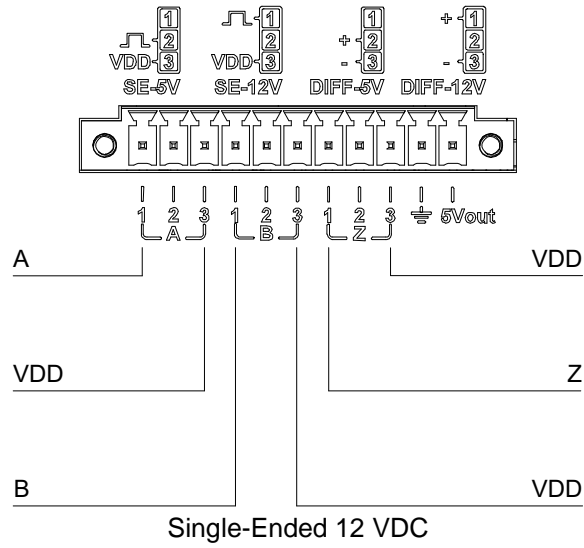 1 1 + 1 + 1
2 2 2 2
VDD 3 VDD 3 - 3 - 3
SE-5V SE-12V DIFF-5V DIFF-12V
1 2 3 1 2 3 1 2 3 5Vout
A B Z
A VDD
VDD Z
B VDD
Single-Ended 12 VDC